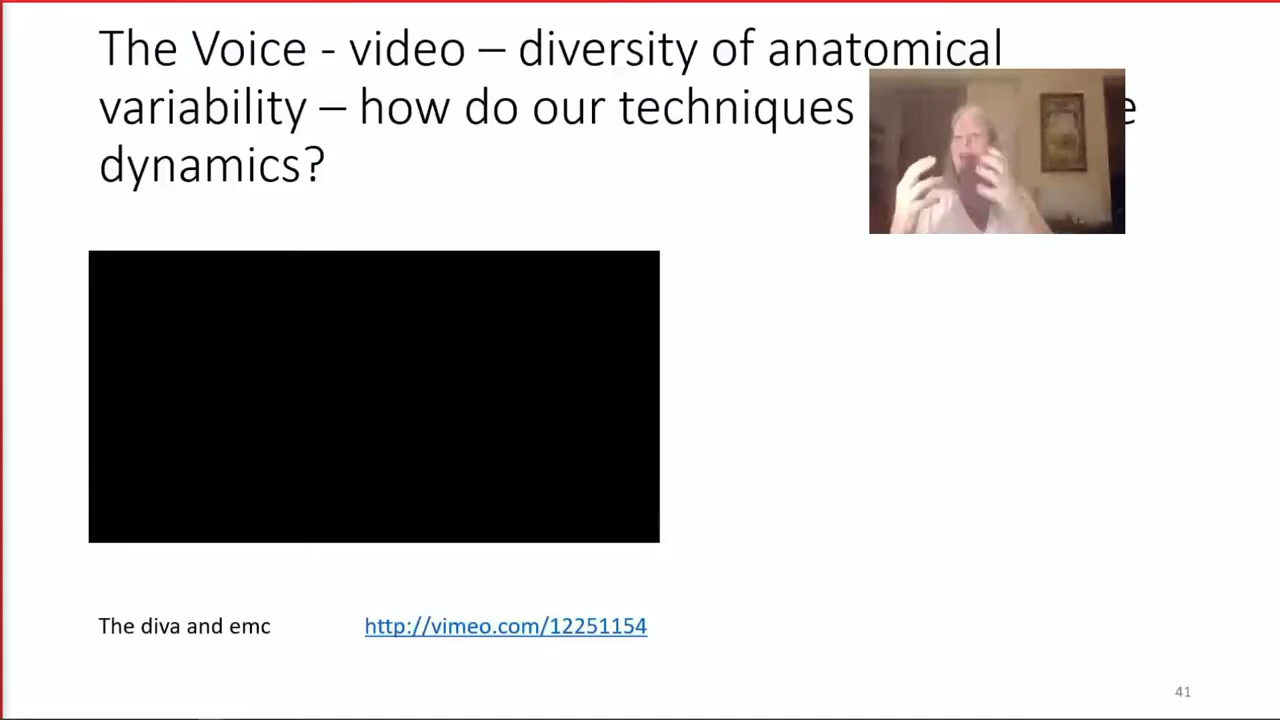 The Voice - video – diversity of anatomical
variability – how do our techniques
dynamics?
The diva and emc http://vimeo.com/12251154
41